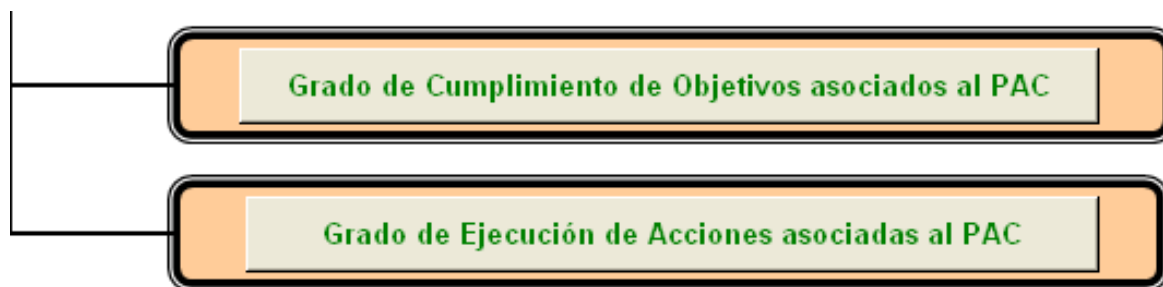 Grado de Cumplimiento de Objetivos asociados al PAC
Grado de Ejecución de Acciones asociadas al PAC